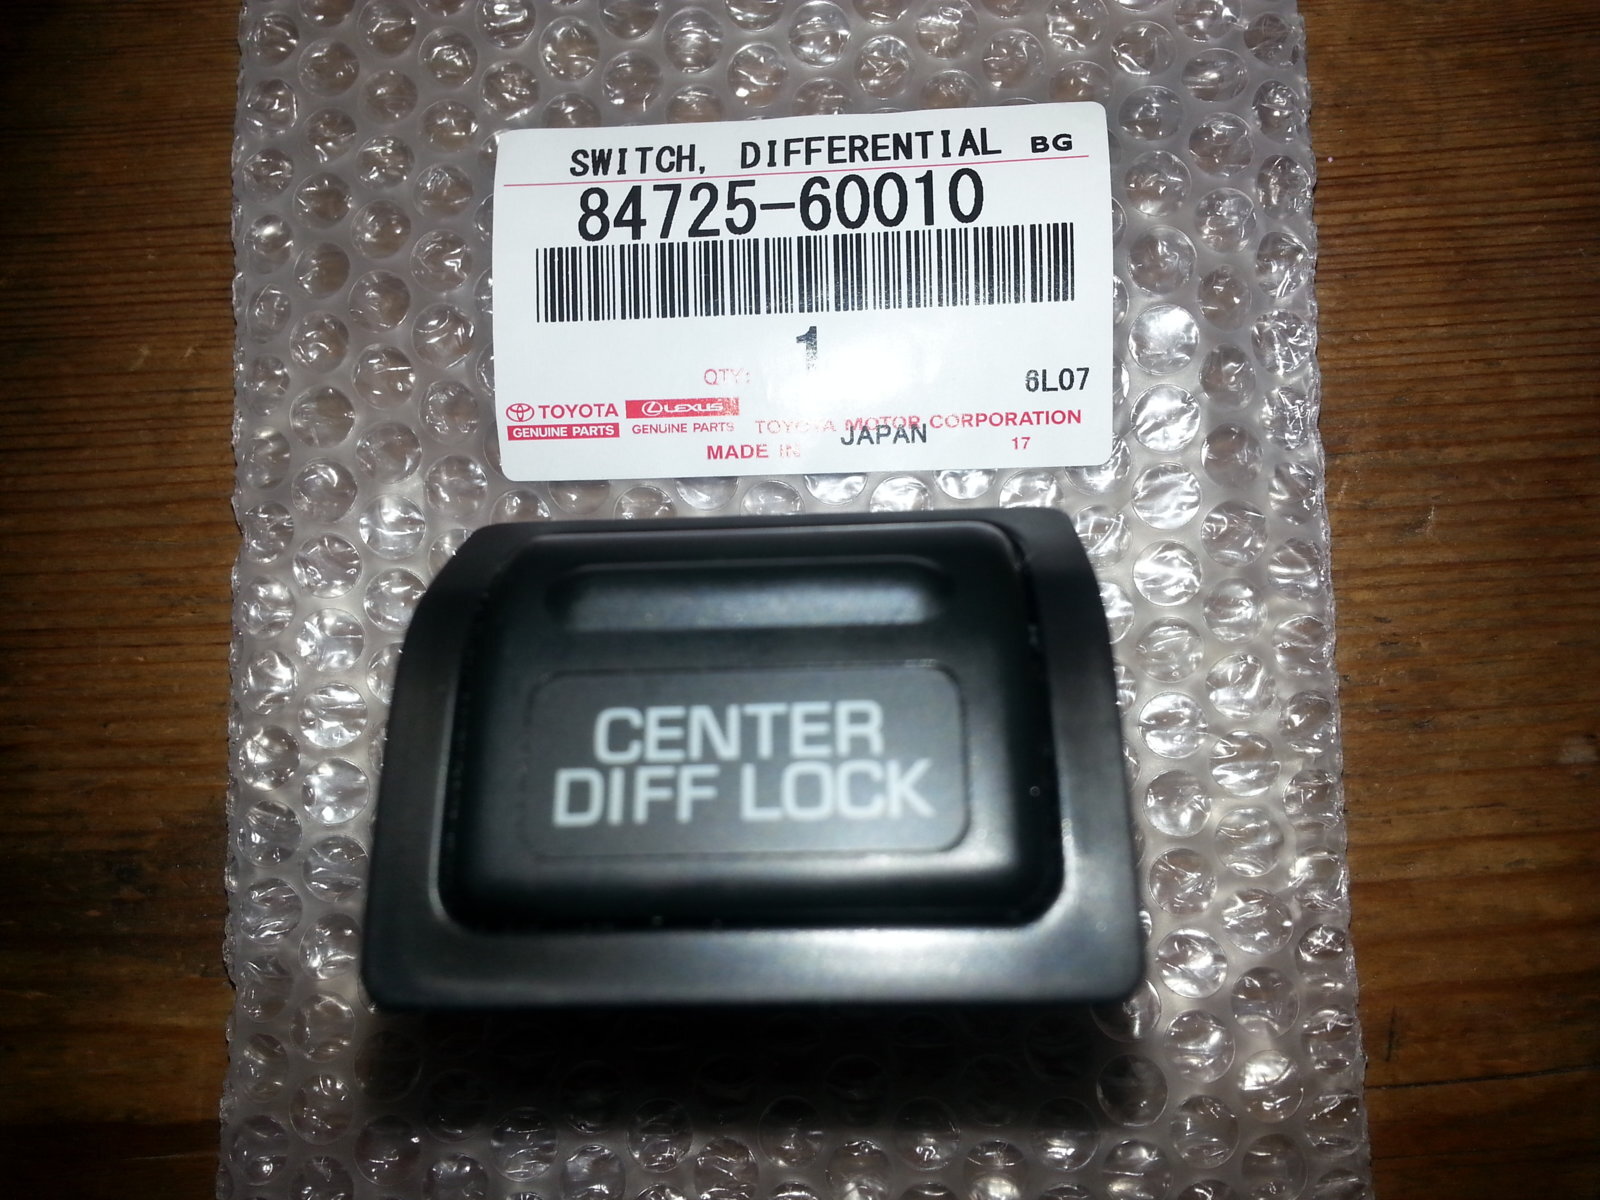 SWITCH, DIFFERENTIAL BG
84725-60010
1
QTY:
6L07
TOYOTA LEXUS
GENUINE PARTS GENUINE PARTS TOYOTA MOTOR CORPORATION
MADE IN JAPAN 17
CENTER
DIFF LOCK